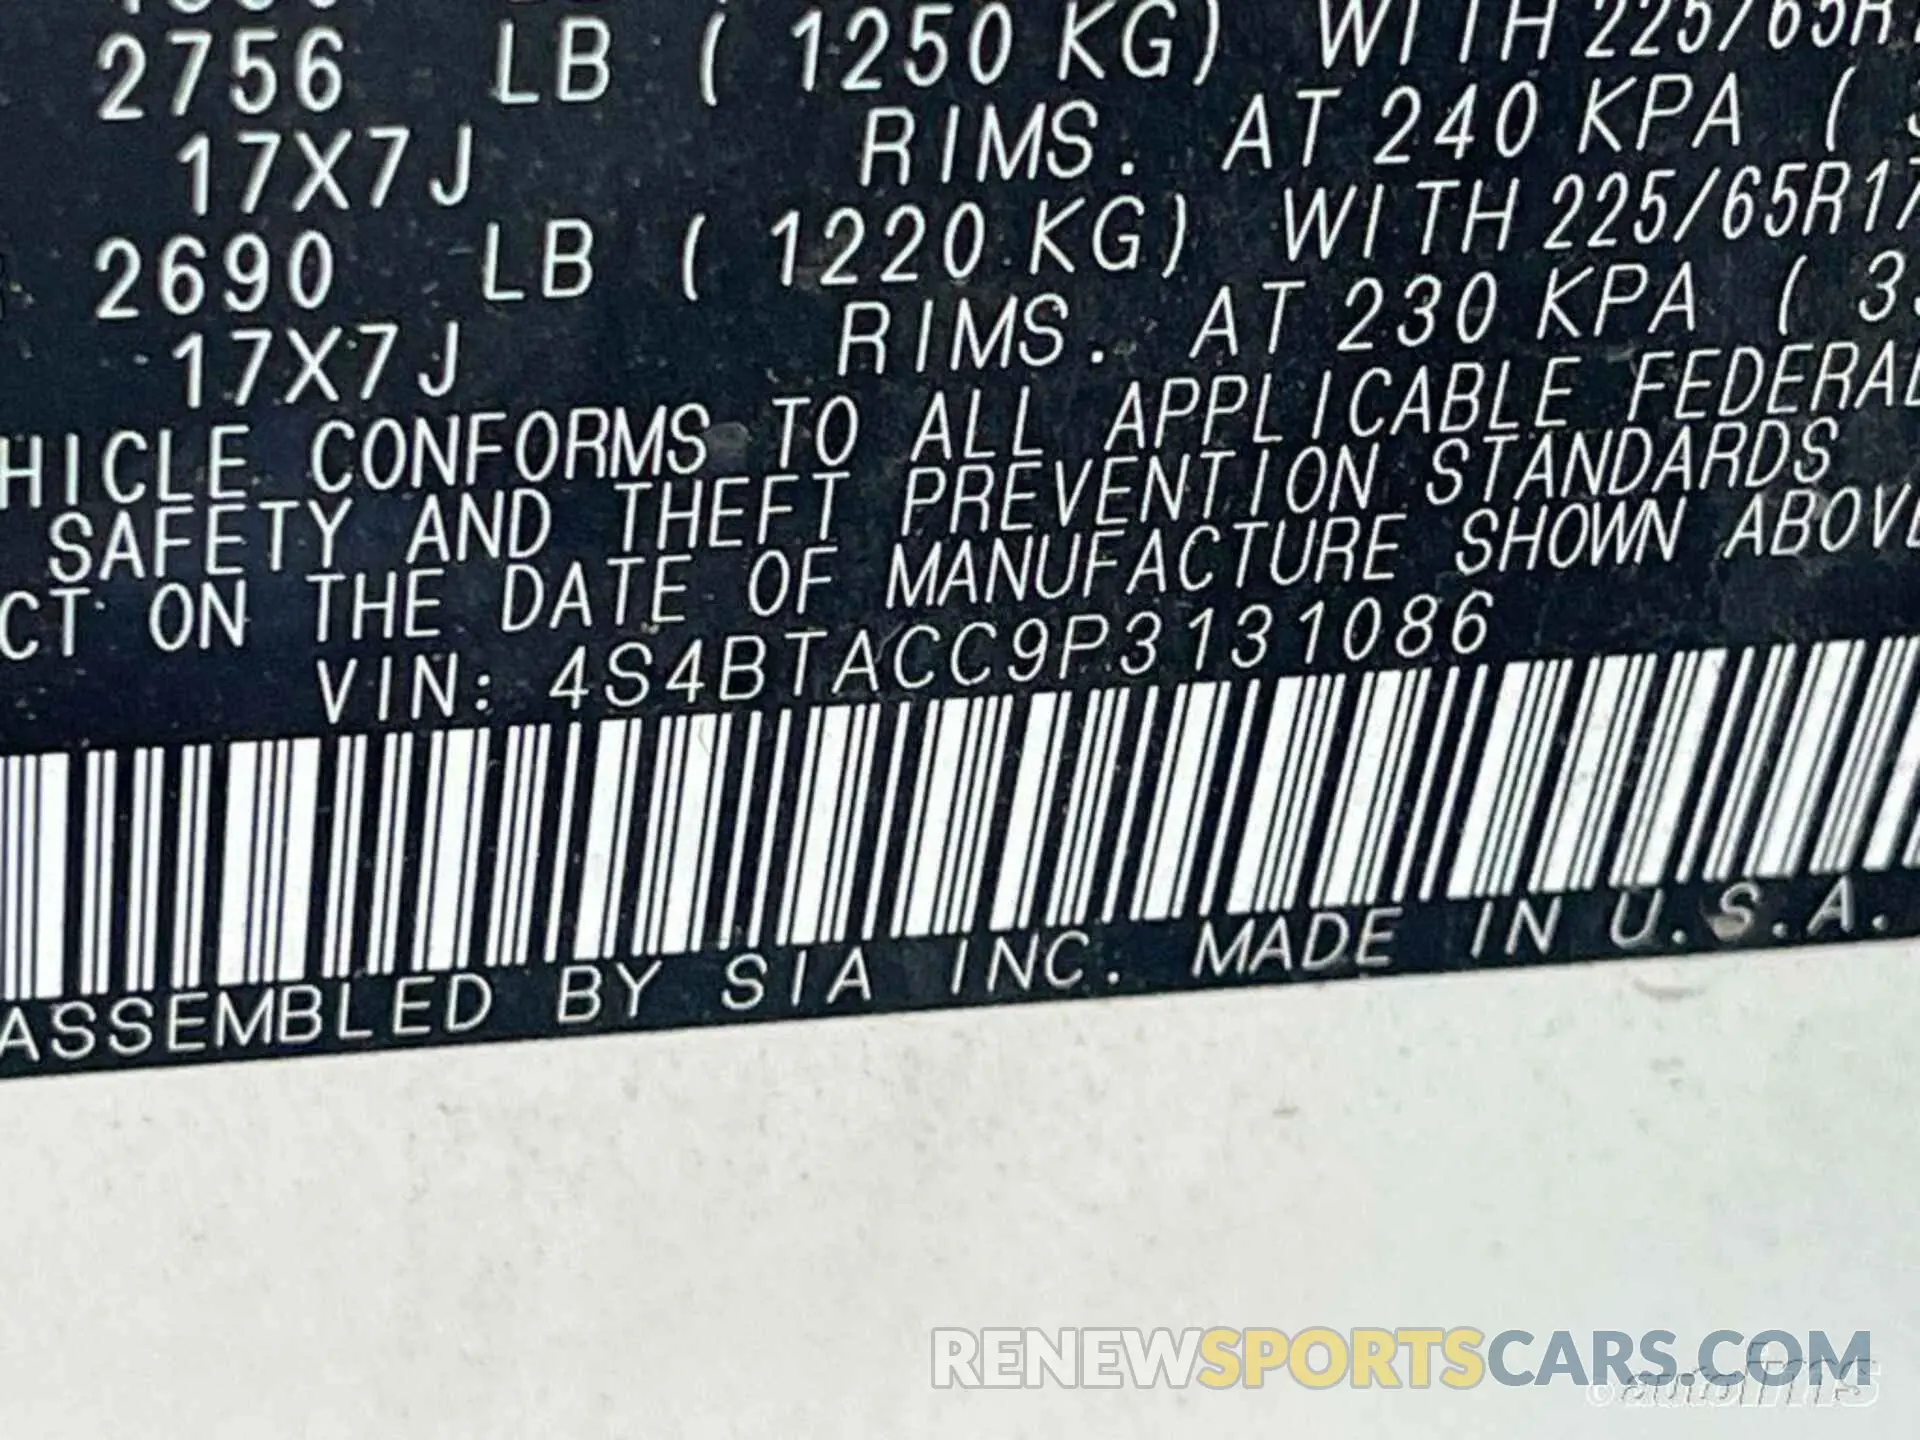 2756 LB ( 1250 KG) WITH 225/65R
17X7J RIMS. AT 240 KPA (
2690 LB ( 1220 KG) WITH 225/65R17
17X7J RIMS. AT 230 KPA ( 3
HICLE CONFORMS TO ALL APPLICABLE FEDERAL
SAFETY AND THEFT PREVENTION STANDARDS
CT ON THE DATE OF MANUFACTURE SHOWN ABOVE
VIN: 4S4BTACC9P3131086
ASSEMBLED BY SIA INC. MADE IN U.S.A.
RENEWSPORTSCARS.COM